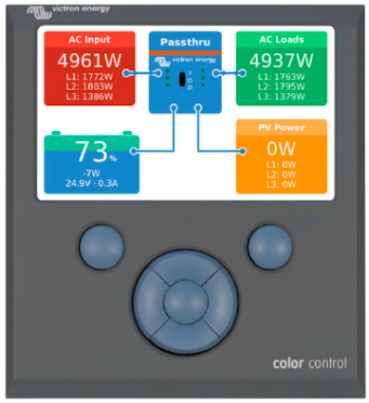 victron energy
AC Input
4961W
L1: 1772W
L2: 1803W
L3: 1386W
Passthru
victron energy
AC Loads
4937W
L1: 1763W
L2: 1795W
L3: 1379W
73%
-7W
24.9V · 0.3A
PV Power
0W
L1: 0W
L2: 0W
L3: 0W
color control